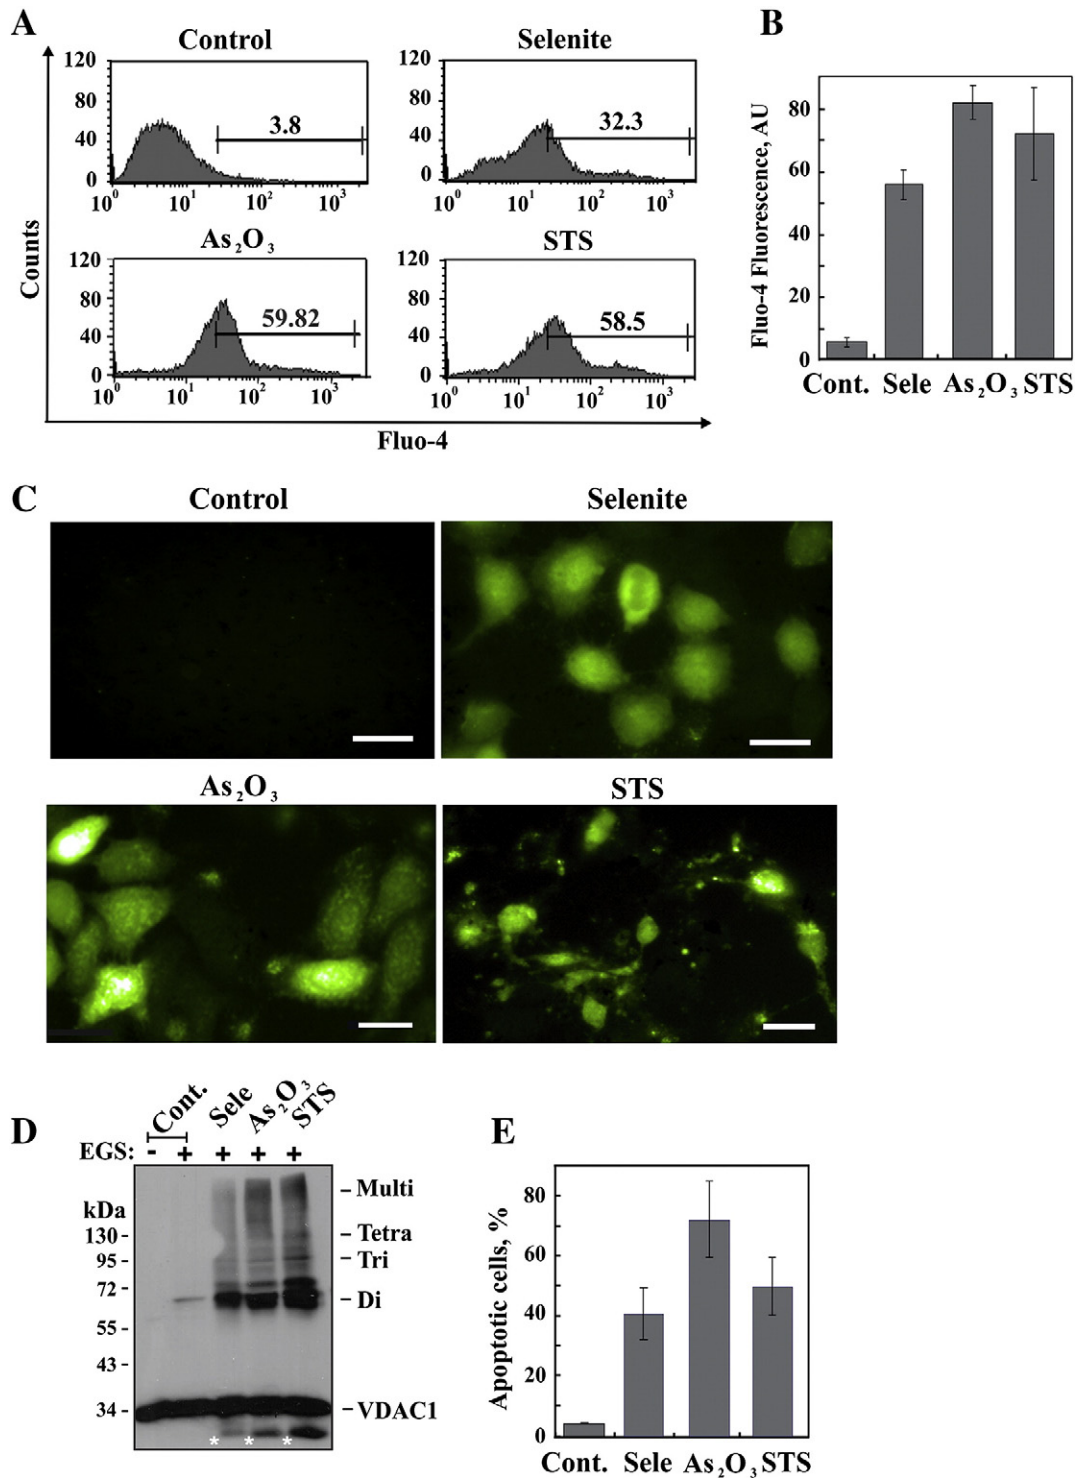 A
B
Control
Selenite
120
80
40
0
3.8
10^0 10^1 10^2 10^3
120
80
40
0
32.3
10^0 10^1 10^2 10^3
As2O3
STS
120
80
40
0
59.82
10^0 10^1 10^2 10^3
120
80
40
0
58.5
10^0 10^1 10^2 10^3
Counts
Fluo-4
Fluo-4 Fluorescence, AU
80
60
40
20
0
Cont. Sele As2O3 STS
C
Control
Selenite
As2O3
STS
D
Cont. Sele As2O3 STS
EGS: - + + + +
kDa
130 -
95 -
72 -
55 -
43 -
34 -
- Multi
- Tetra
- Tri
- Di
- VDAC1
* * *
E
Apoptotic cells, %
80
60
40
20
0
Cont. Sele As2O3 STS